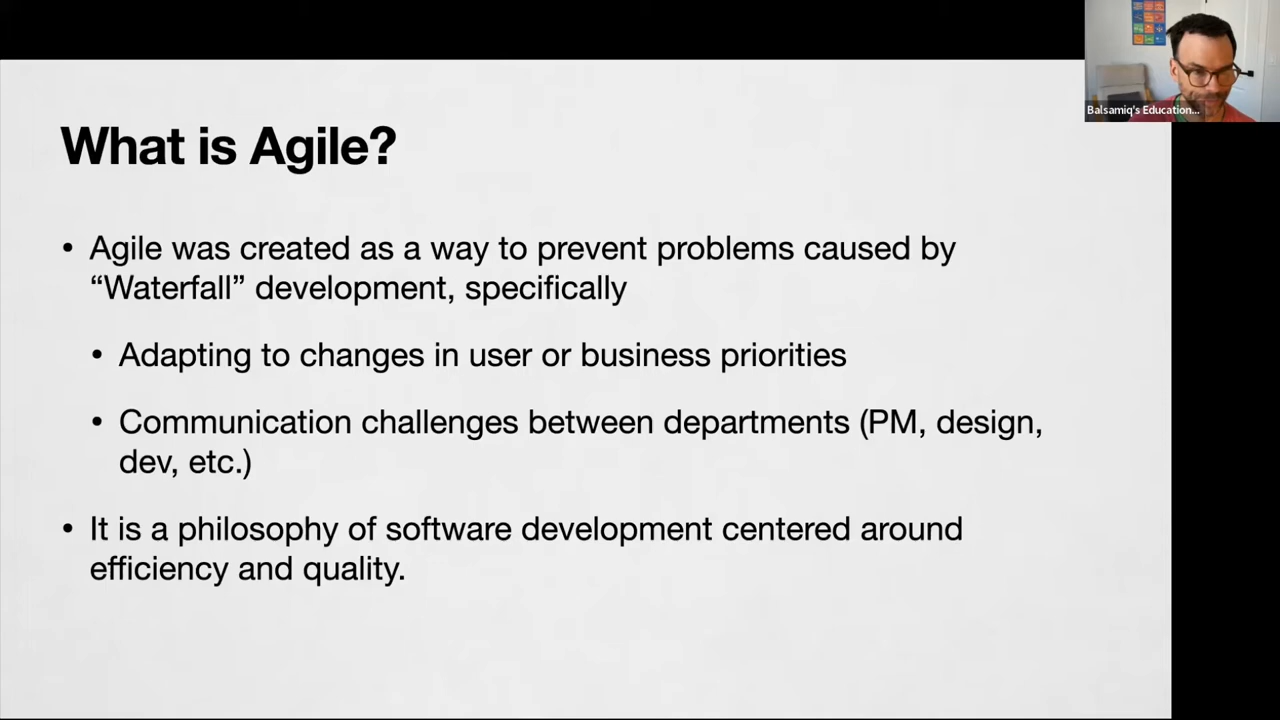 Balsamiq's Education...
What is Agile?
• Agile was created as a way to prevent problems caused by
“Waterfall” development, specifically
• Adapting to changes in user or business priorities
• Communication challenges between departments (PM, design,
dev, etc.)
• It is a philosophy of software development centered around
efficiency and quality.